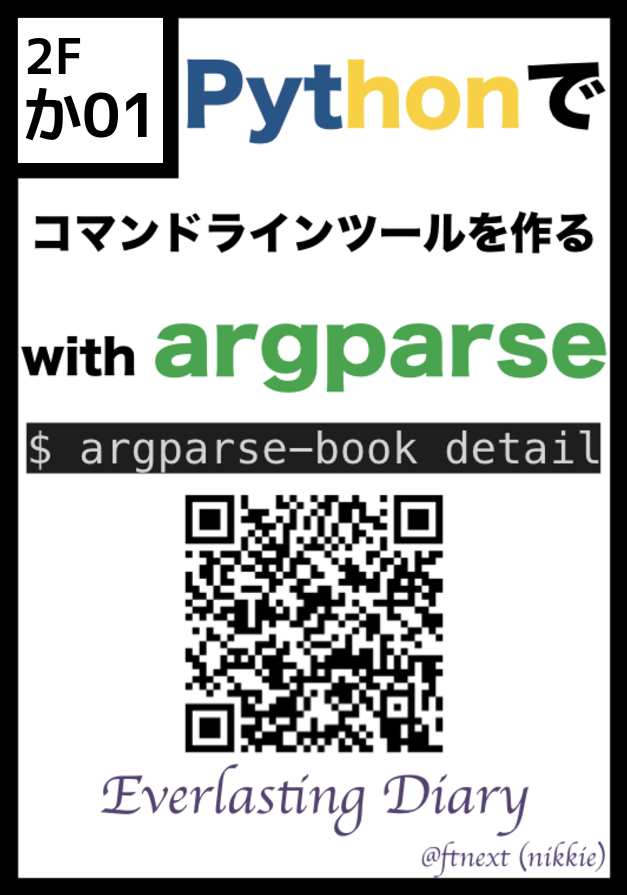 2F
か01
Pythonで
コマンドラインツールを作る
with argparse
$ argparse-book detail
Everlasting Diary
@ftnext (nikkie)